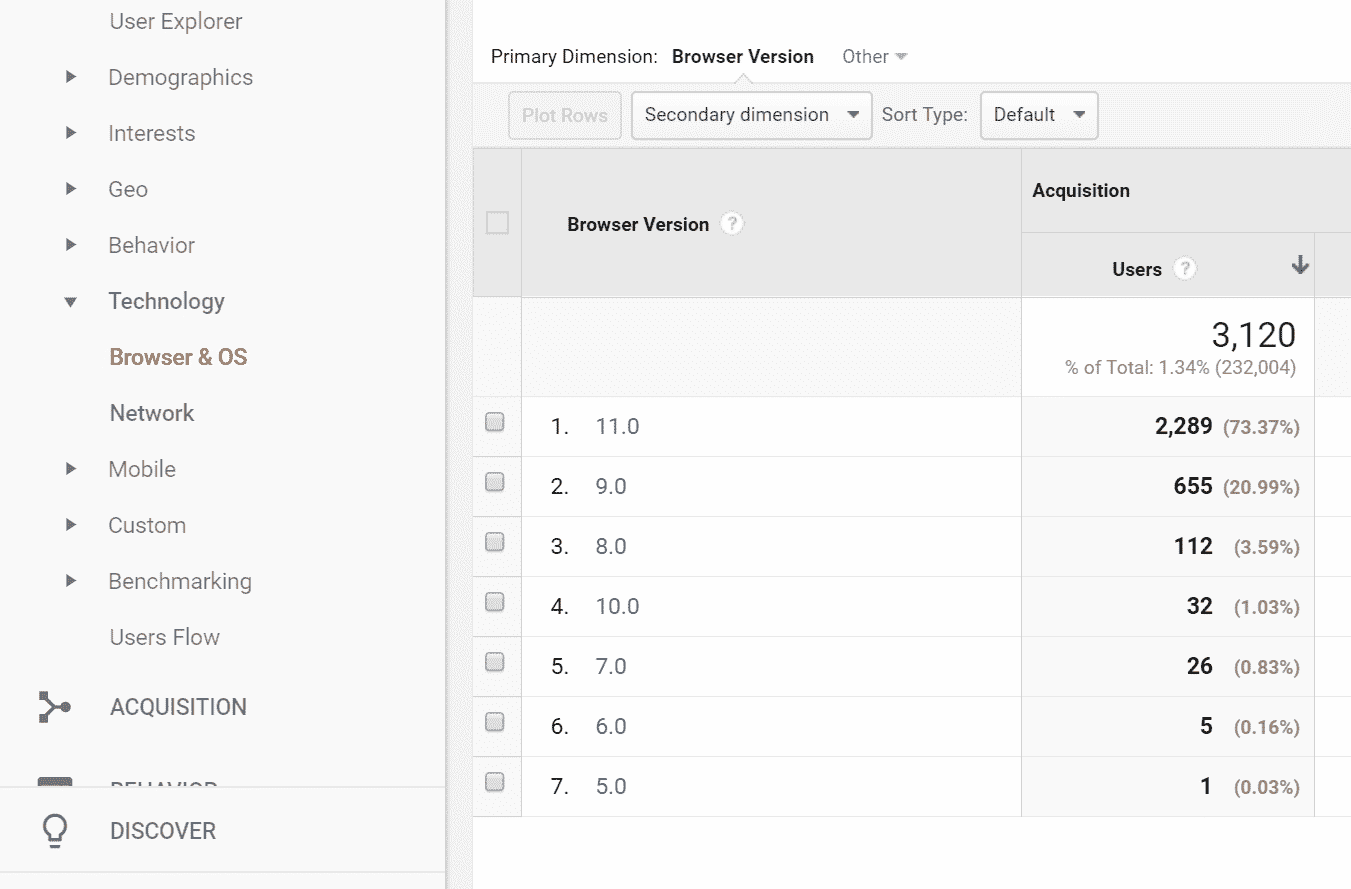 User Explorer
Demographics
Interests
Geo
Behavior
Technology
Browser & OS
Network
Mobile
Custom
Benchmarking
Users Flow
ACQUISITION
BEHAVIOR
DISCOVER
Primary Dimension: Browser Version Other
Plot Rows Secondary dimension Sort Type: Default
Acquisition
Browser Version ?
Users ?
3,120
% of Total: 1.34% (232,004)
1. 11.0 2,289 (73.37%)
2. 9.0 655 (20.99%)
3. 8.0 112 (3.59%)
4. 10.0 32 (1.03%)
5. 7.0 26 (0.83%)
6. 6.0 5 (0.16%)
7. 5.0 1 (0.03%)